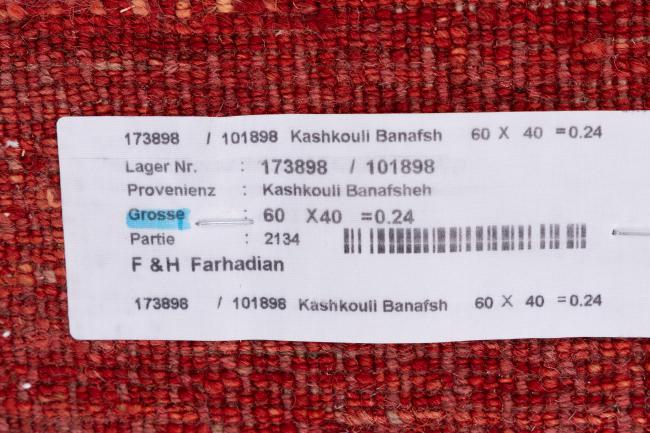 173898 / 101898 Kashkouli Banafsh 60 X 40 =0.24
Lager Nr. : 173898 / 101898
Provenienz : Kashkouli Banafsheh
Grosse : 60 X40 =0.24
Partie : 2134
F & H Farhadian
173898 / 101898 Kashkouli Banafsh 60 X 40 =0.24